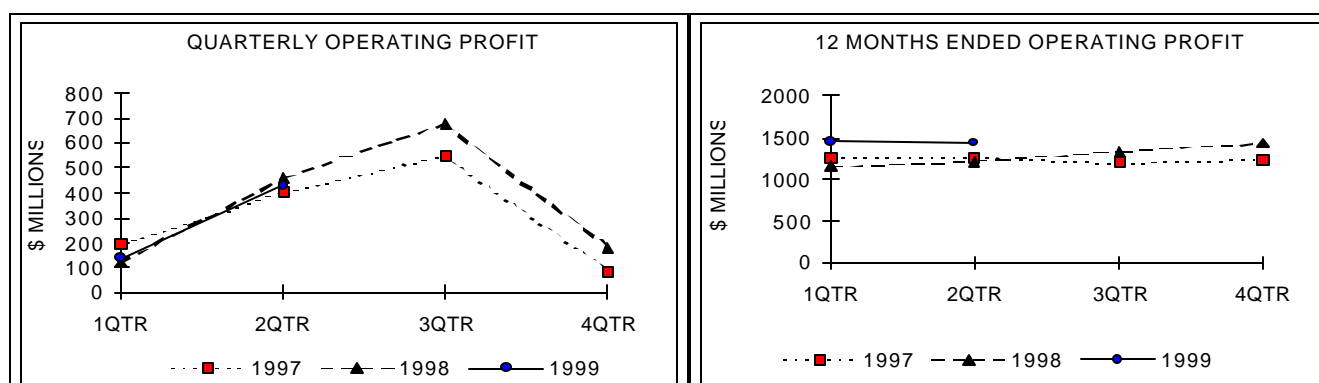 QUARTERLY OPERATING PROFIT
$ MILLIONS
800
700
600
500
400
300
200
100
0
1QTR 2QTR 3QTR 4QTR
1997 1998 1999
12 MONTHS ENDED OPERATING PROFIT
$ MILLIONS
2000
1500
1000
500
0
1QTR 2QTR 3QTR 4QTR
1997 1998 1999